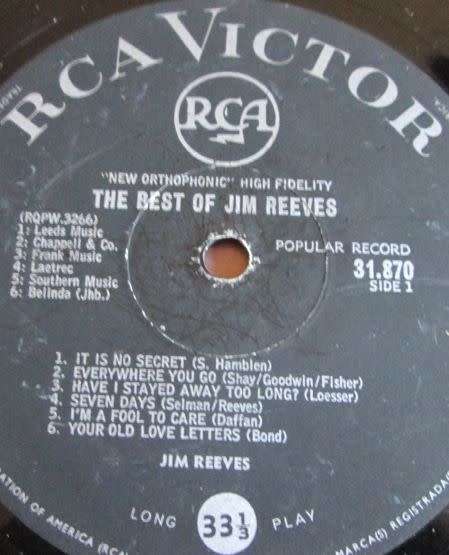 RCA VICTOR
RCA
"NEW ORTHOPHONIC" HIGH FIDELITY
THE BEST OF JIM REEVES
(RQPW.3266)
1: Leeds Music
2: Chappell & Co.
3: Frank Music
4: Laetrec
5: Southern Music
6: Belinda (Jhb.)
POPULAR RECORD
31.870
SIDE 1
1. IT IS NO SECRET (S. Hamblen)
2. EVERYWHERE YOU GO (Shay/Goodwin/Fisher)
3. HAVE I STAYED AWAY TOO LONG? (Loesser)
4. SEVEN DAYS (Selman/Reeves)
5. I'M A FOOL TO CARE (Daffan)
6. YOUR OLD LOVE LETTERS (Bond)
JIM REEVES
LONG 33 1/3 PLAY
OF AMERICA (RCA
MARCA(S) REGISTRADA